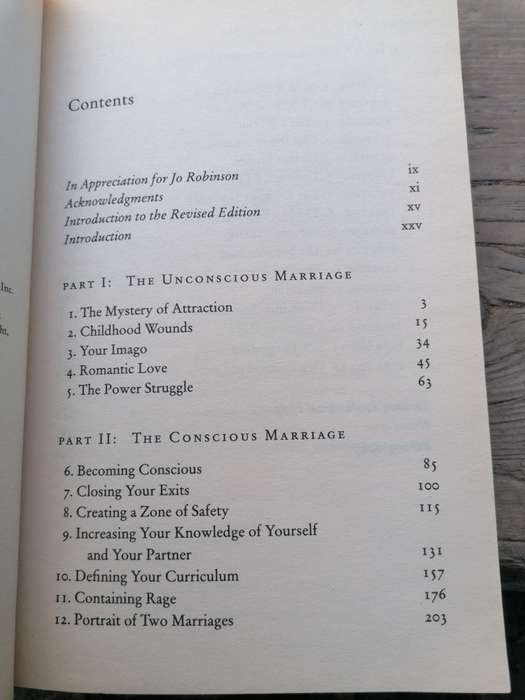 Contents
In Appreciation for Jo Robinson ix
Acknowledgments xi
Introduction to the Revised Edition xv
Introduction xxv
PART I: THE UNCONSCIOUS MARRIAGE
1. The Mystery of Attraction 3
2. Childhood Wounds 15
3. Your Imago 34
4. Romantic Love 45
5. The Power Struggle 63
PART II: THE CONSCIOUS MARRIAGE
6. Becoming Conscious 85
7. Closing Your Exits 100
8. Creating a Zone of Safety 115
9. Increasing Your Knowledge of Yourself
and Your Partner 131
10. Defining Your Curriculum 157
11. Containing Rage 176
12. Portrait of Two Marriages 203
Inc.